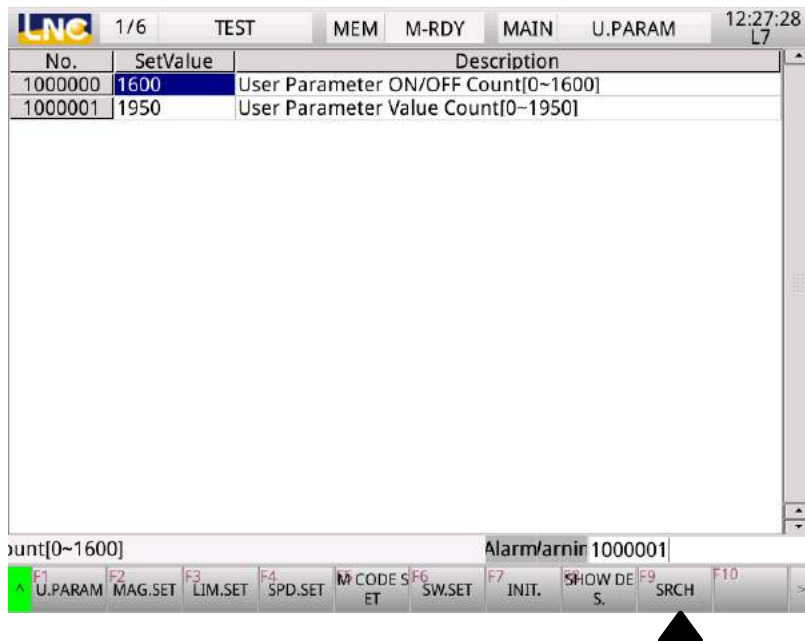 LNC 1/6 TEST MEM M-RDY MAIN U.PARAM 12:27:28
L7
No. SetValue Description
1000000 1600 User Parameter ON/OFF Count[0~1600]
1000001 1950 User Parameter Value Count[0~1950]
ount[0~1600] Alarm/arnin 1000001
^ F1 U.PARAM F2 MAG.SET F3 LIM.SET F4 SPD.SET F5 M CODE S F6 SW.SET F7 INIT. F8 SHOW DE F9 SRCH F10 >
ET S.